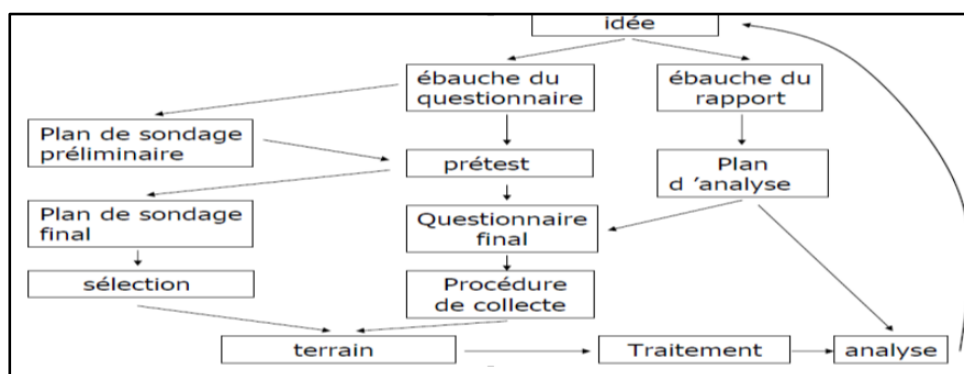 idée
ébauche du
questionnaire
ébauche du
rapport
Plan de sondage
préliminaire
prétest
Plan
d ’analyse
Plan de sondage
final
Questionnaire
final
sélection
Procédure
de collecte
terrain
Traitement
analyse